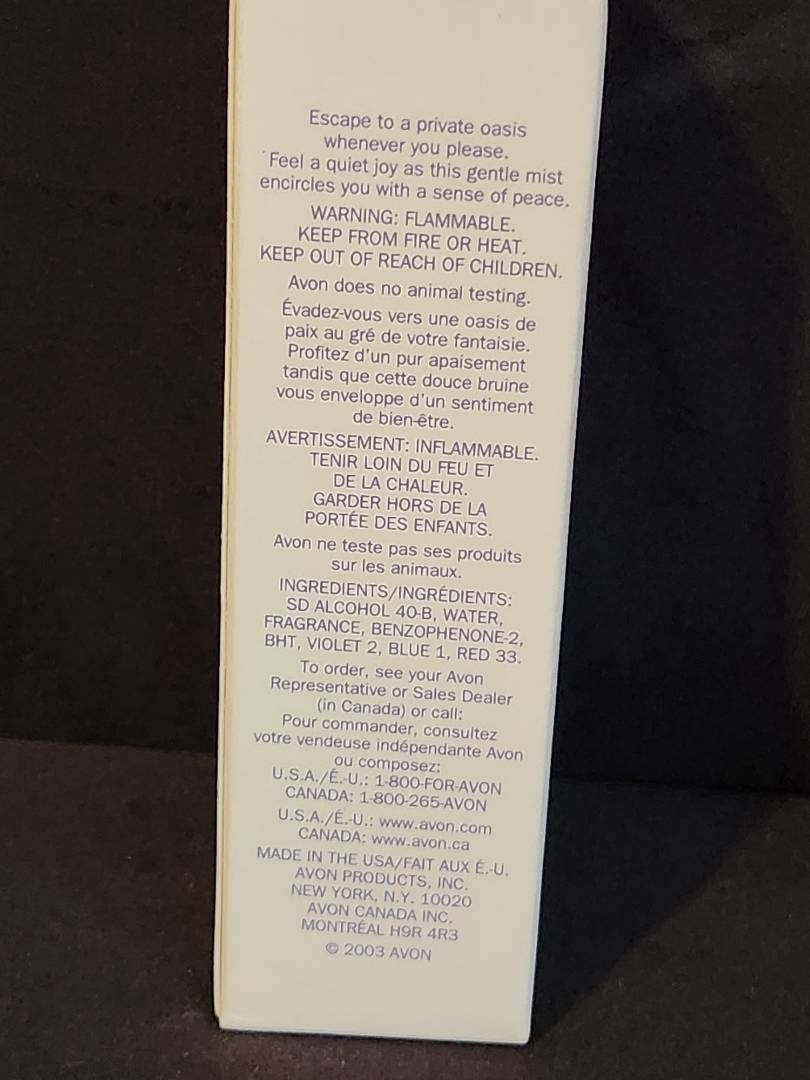 Escape to a private oasis
whenever you please.
Feel a quiet joy as this gentle mist
encircles you with a sense of peace.
WARNING: FLAMMABLE.
KEEP FROM FIRE OR HEAT.
KEEP OUT OF REACH OF CHILDREN.
Avon does no animal testing.
Évadez-vous vers une oasis de
paix au gré de votre fantaisie.
Profitez d'un pur apaisement
tandis que cette douce bruine
vous enveloppe d'un sentiment
de bien-être.
AVERTISSEMENT: INFLAMMABLE.
TENIR LOIN DU FEU ET
DE LA CHALEUR.
GARDER HORS DE LA
PORTÉE DES ENFANTS.
Avon ne teste pas ses produits
sur les animaux.
INGREDIENTS/INGRÉDIENTS:
SD ALCOHOL 40-B, WATER,
FRAGRANCE, BENZOPHENONE-2,
BHT, VIOLET 2, BLUE 1, RED 33.
To order, see your Avon
Representative or Sales Dealer
(in Canada) or call:
Pour commander, consultez
votre vendeuse indépendante Avon
ou composez:
U.S.A./É.-U.: 1-800-FOR-AVON
CANADA: 1-800-265-AVON
U.S.A./É.-U.: www.avon.com
CANADA: www.avon.ca
MADE IN THE USA/FAIT AUX É.-U.
AVON PRODUCTS, INC.
NEW YORK, N.Y. 10020
AVON CANADA INC.
MONTRÉAL H9R 4R3
© 2003 AVON